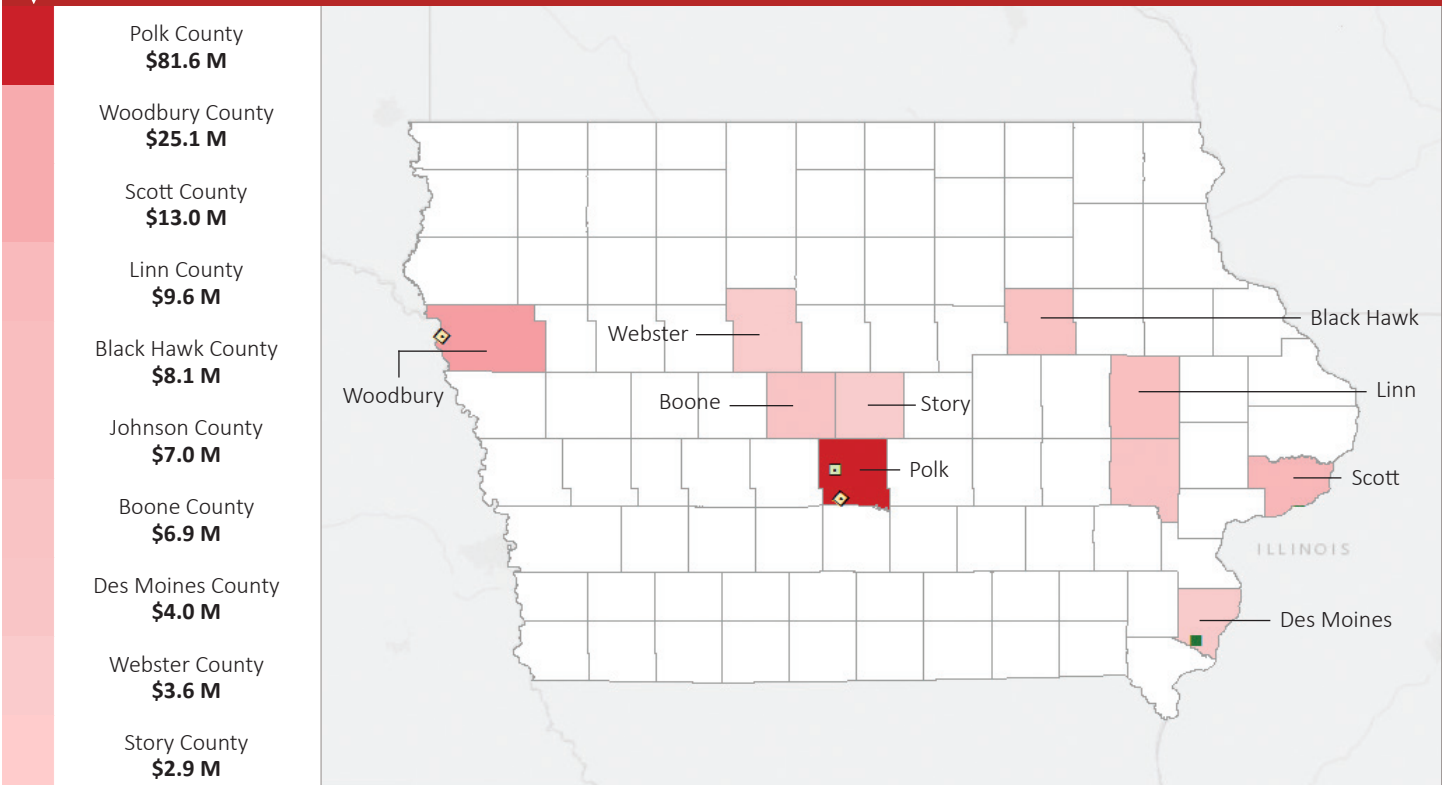 Polk County
$81.6 M
Woodbury County
$25.1 M
Scott County
$13.0 M
Linn County
$9.6 M
Black Hawk County
$8.1 M
Johnson County
$7.0 M
Boone County
$6.9 M
Des Moines County
$4.0 M
Webster County
$3.6 M
Story County
$2.9 M
Webster
Black Hawk
Woodbury
Boone
Story
Linn
Polk
Scott
ILLINOIS
Des Moines